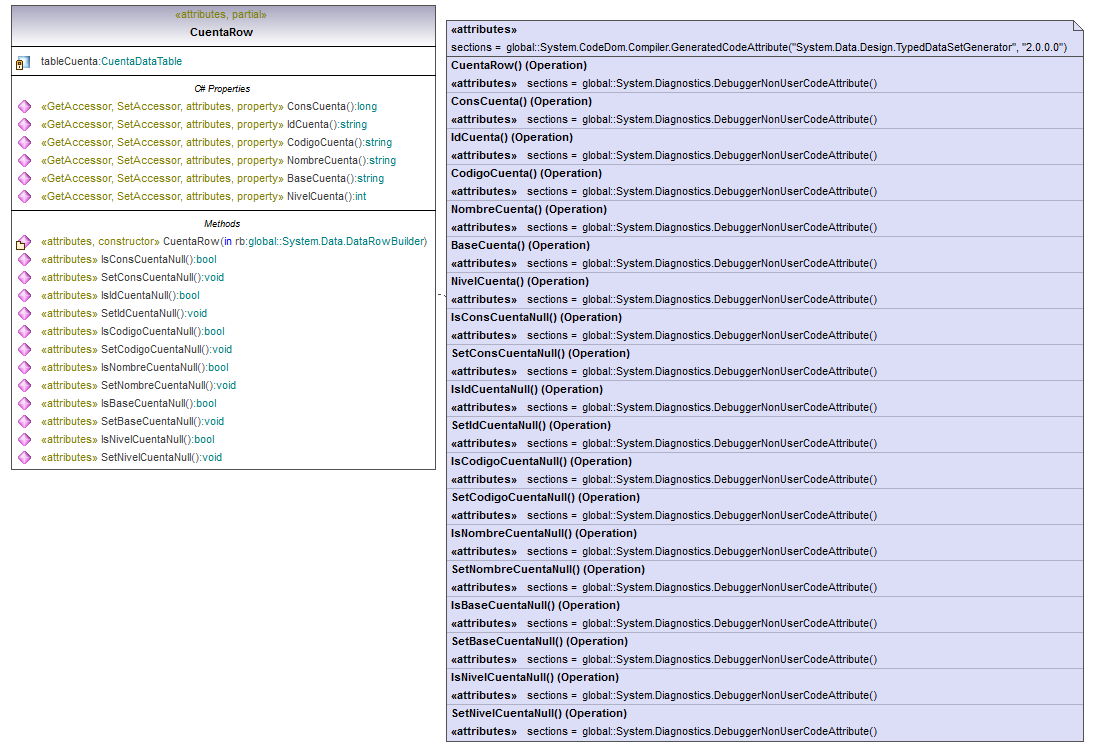 «attributes, partial»
CuentaRow
tableCuenta:CuentaDataTable
C# Properties
«GetAccessor, SetAccessor, attributes, property» ConsCuenta():long
«GetAccessor, SetAccessor, attributes, property» IdCuenta():string
«GetAccessor, SetAccessor, attributes, property» CodigoCuenta():string
«GetAccessor, SetAccessor, attributes, property» NombreCuenta():string
«GetAccessor, SetAccessor, attributes, property» BaseCuenta():string
«GetAccessor, SetAccessor, attributes, property» NivelCuenta():int
Methods
«attributes, constructor» CuentaRow(in rb:global::System.Data.DataRowBuilder)
«attributes» IsConsCuentaNull():bool
«attributes» SetConsCuentaNull():void
«attributes» IsIdCuentaNull():bool
«attributes» SetIdCuentaNull():void
«attributes» IsCodigoCuentaNull():bool
«attributes» SetCodigoCuentaNull():void
«attributes» IsNombreCuentaNull():bool
«attributes» SetNombreCuentaNull():void
«attributes» IsBaseCuentaNull():bool
«attributes» SetBaseCuentaNull():void
«attributes» IsNivelCuentaNull():bool
«attributes» SetNivelCuentaNull():void
«attributes»
sections = global::System.CodeDom.Compiler.GeneratedCodeAttribute("System.Data.Design.TypedDataSetGenerator", "2.0.0.0")
CuentaRow() (Operation)
«attributes» sections = global::System.Diagnostics.DebuggerNonUserCodeAttribute()
ConsCuenta() (Operation)
«attributes» sections = global::System.Diagnostics.DebuggerNonUserCodeAttribute()
IdCuenta() (Operation)
«attributes» sections = global::System.Diagnostics.DebuggerNonUserCodeAttribute()
CodigoCuenta() (Operation)
«attributes» sections = global::System.Diagnostics.DebuggerNonUserCodeAttribute()
NombreCuenta() (Operation)
«attributes» sections = global::System.Diagnostics.DebuggerNonUserCodeAttribute()
BaseCuenta() (Operation)
«attributes» sections = global::System.Diagnostics.DebuggerNonUserCodeAttribute()
NivelCuenta() (Operation)
«attributes» sections = global::System.Diagnostics.DebuggerNonUserCodeAttribute()
IsConsCuentaNull() (Operation)
«attributes» sections = global::System.Diagnostics.DebuggerNonUserCodeAttribute()
SetConsCuentaNull() (Operation)
«attributes» sections = global::System.Diagnostics.DebuggerNonUserCodeAttribute()
IsIdCuentaNull() (Operation)
«attributes» sections = global::System.Diagnostics.DebuggerNonUserCodeAttribute()
SetIdCuentaNull() (Operation)
«attributes» sections = global::System.Diagnostics.DebuggerNonUserCodeAttribute()
IsCodigoCuentaNull() (Operation)
«attributes» sections = global::System.Diagnostics.DebuggerNonUserCodeAttribute()
SetCodigoCuentaNull() (Operation)
«attributes» sections = global::System.Diagnostics.DebuggerNonUserCodeAttribute()
IsNombreCuentaNull() (Operation)
«attributes» sections = global::System.Diagnostics.DebuggerNonUserCodeAttribute()
SetNombreCuentaNull() (Operation)
«attributes» sections = global::System.Diagnostics.DebuggerNonUserCodeAttribute()
IsBaseCuentaNull() (Operation)
«attributes» sections = global::System.Diagnostics.DebuggerNonUserCodeAttribute()
SetBaseCuentaNull() (Operation)
«attributes» sections = global::System.Diagnostics.DebuggerNonUserCodeAttribute()
IsNivelCuentaNull() (Operation)
«attributes» sections = global::System.Diagnostics.DebuggerNonUserCodeAttribute()
SetNivelCuentaNull() (Operation)
«attributes» sections = global::System.Diagnostics.DebuggerNonUserCodeAttribute()